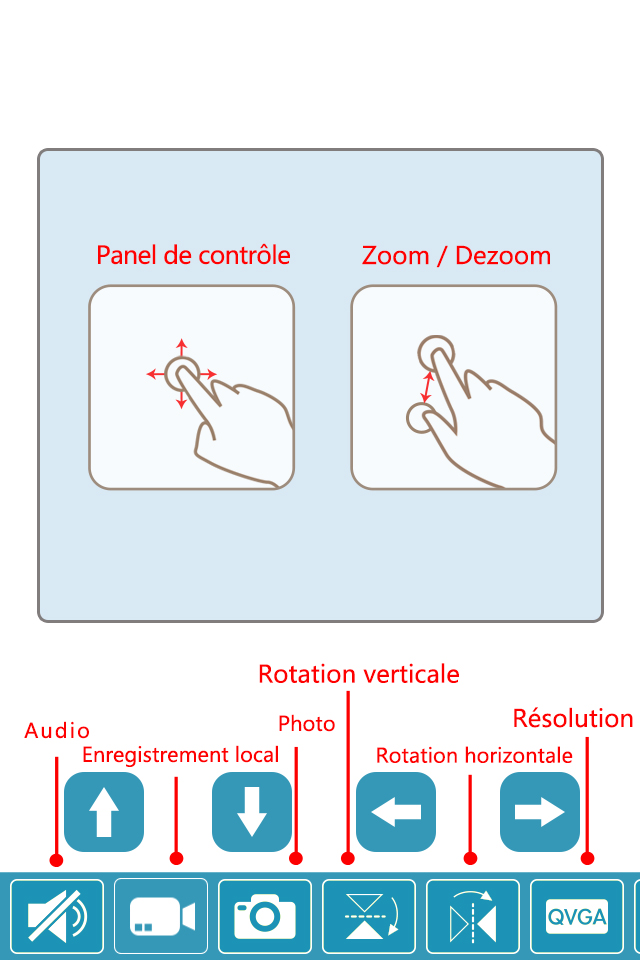 Panel de contrôle
Zoom / Dezoom
Rotation verticale
Audio
Photo
Résolution
Enregistrement local
Rotation horizontale
QVGA